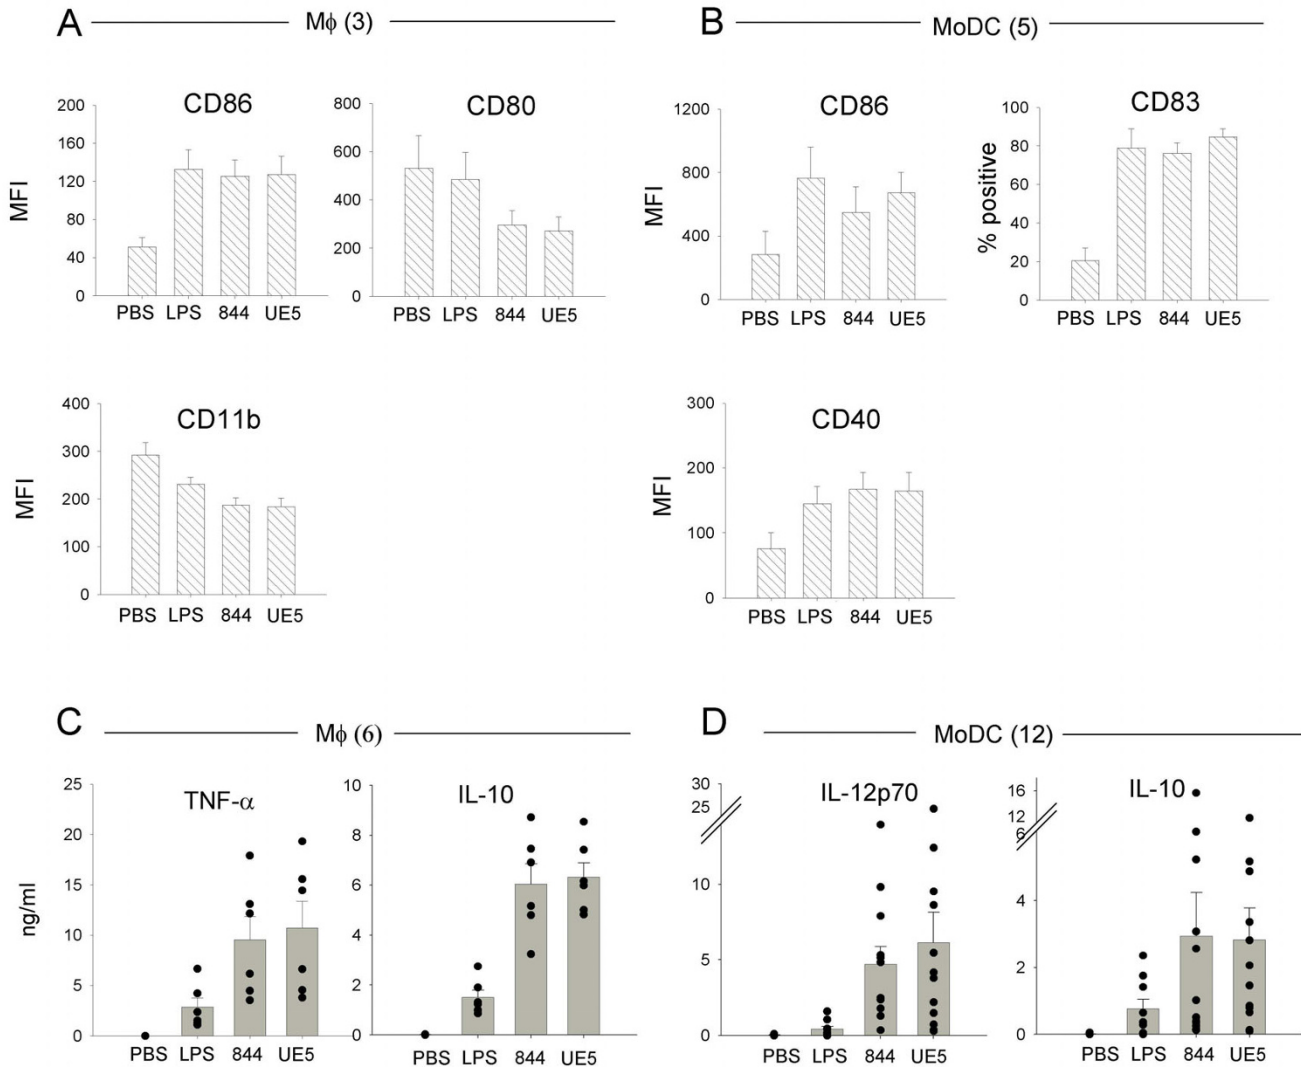 A Mϕ (3)
B MoDC (5)
CD86
200
160
120
80
40
0
MFI
PBS LPS 844 UE5
CD80
800
600
400
200
0
PBS LPS 844 UE5
CD86
1200
800
400
0
MFI
PBS LPS 844 UE5
CD83
100
80
60
40
20
0
% positive
PBS LPS 844 UE5
CD11b
400
300
200
100
0
MFI
PBS LPS 844 UE5
CD40
300
200
100
0
MFI
PBS LPS 844 UE5
C Mϕ (6)
D MoDC (12)
TNF-α
25
20
15
10
5
0
ng/ml
PBS LPS 844 UE5
IL-10
10
8
6
4
2
0
PBS LPS 844 UE5
IL-12p70
30
25
10
5
0
PBS LPS 844 UE5
IL-10
16
12
6
4
2
0
PBS LPS 844 UE5